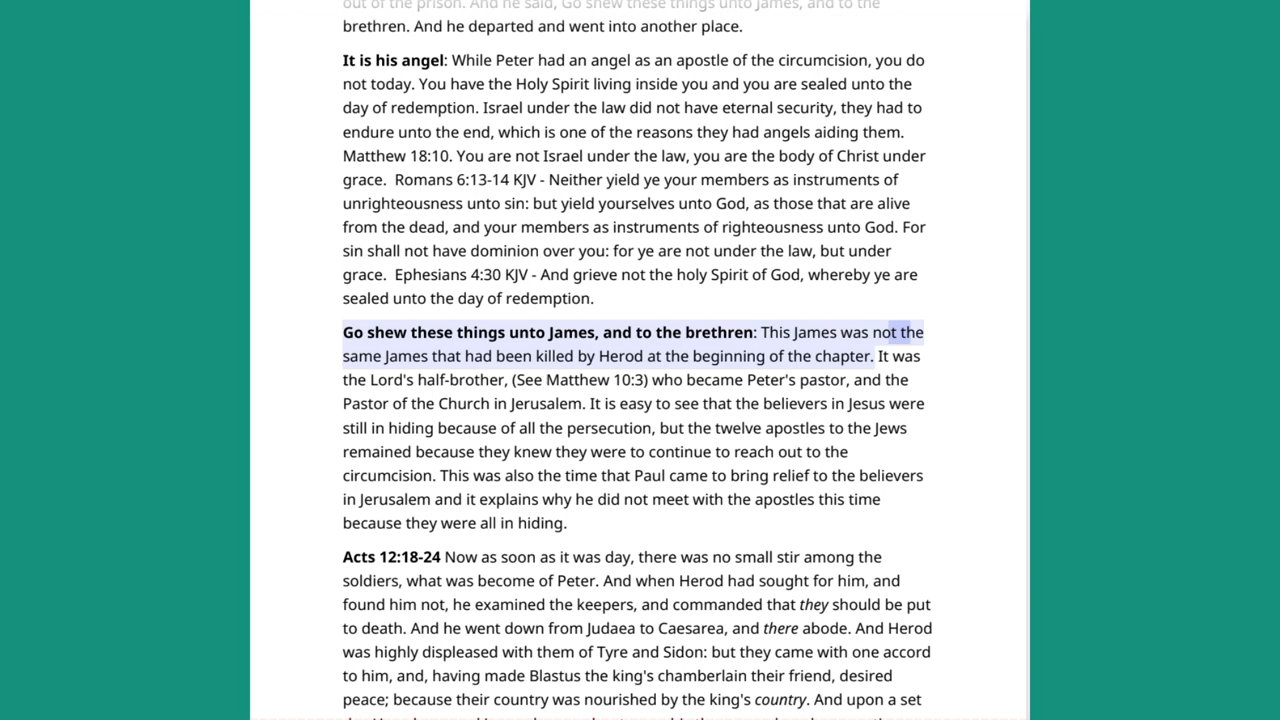 out of the prison. And he said, Go shew these things unto James, and to the
brethren. And he departed and went into another place.
It is his angel: While Peter had an angel as an apostle of the circumcision, you do
not today. You have the Holy Spirit living inside you and you are sealed unto the
day of redemption. Israel under the law did not have eternal security, they had to
endure unto the end, which is one of the reasons they had angels aiding them.
Matthew 18:10. You are not Israel under the law, you are the body of Christ under
grace.  Romans 6:13-14 KJV - Neither yield ye your members as instruments of
unrighteousness unto sin: but yield yourselves unto God, as those that are alive
from the dead, and your members as instruments of righteousness unto God. For
sin shall not have dominion over you: for ye are not under the law, but under
grace.  Ephesians 4:30 KJV - And grieve not the holy Spirit of God, whereby ye are
sealed unto the day of redemption.
Go shew these things unto James, and to the brethren: This James was not the
same James that had been killed by Herod at the beginning of the chapter. It was
the Lord's half-brother, (See Matthew 10:3) who became Peter's pastor, and the
Pastor of the Church in Jerusalem. It is easy to see that the believers in Jesus were
still in hiding because of all the persecution, but the twelve apostles to the Jews
remained because they knew they were to continue to reach out to the
circumcision. This was also the time that Paul came to bring relief to the believers
in Jerusalem and it explains why he did not meet with the apostles this time
because they were all in hiding.
Acts 12:18-24 Now as soon as it was day, there was no small stir among the
soldiers, what was become of Peter. And when Herod had sought for him, and
found him not, he examined the keepers, and commanded that they should be put
to death. And he went down from Judaea to Caesarea, and there abode. And Herod
was highly displeased with them of Tyre and Sidon: but they came with one accord
to him, and, having made Blastus the king's chamberlain their friend, desired
peace; because their country was nourished by the king's country. And upon a set